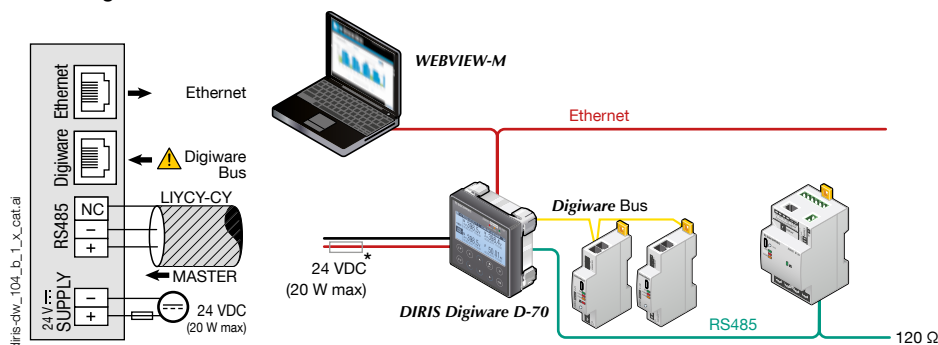 Ethernet
Ethernet
Digiware
Digiware
Bus
RS485
NC
–
+
LIYCY-CY
MASTER
24 V
SUPPLY
–
+
24 VDC
(20 W max)
diris-dw_104_b_1_x_cat.ai
WEBVIEW-M
Ethernet
Digiware Bus
24 VDC*
(20 W max)
DIRIS Digiware D-70
RS485
120 Ω